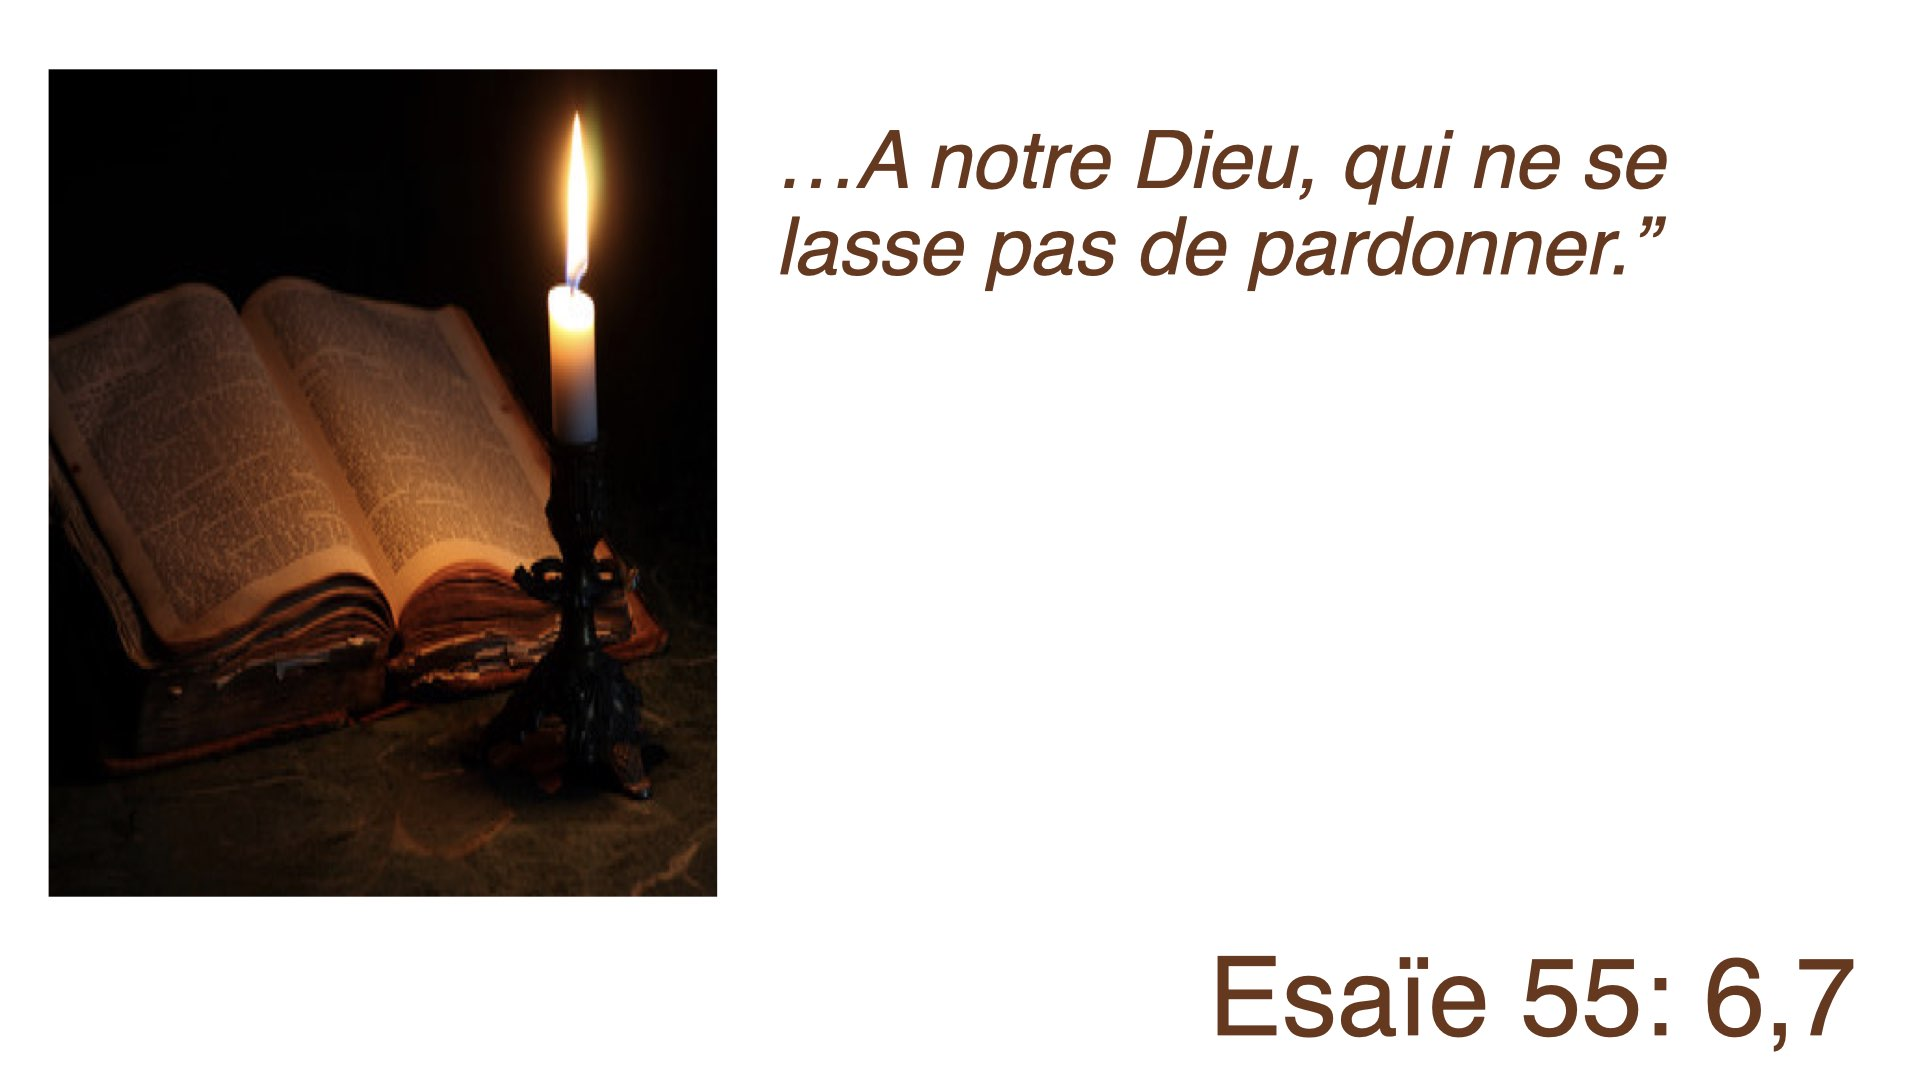 …A notre Dieu, qui ne se
lasse pas de pardonner.”
Esaïe 55: 6,7